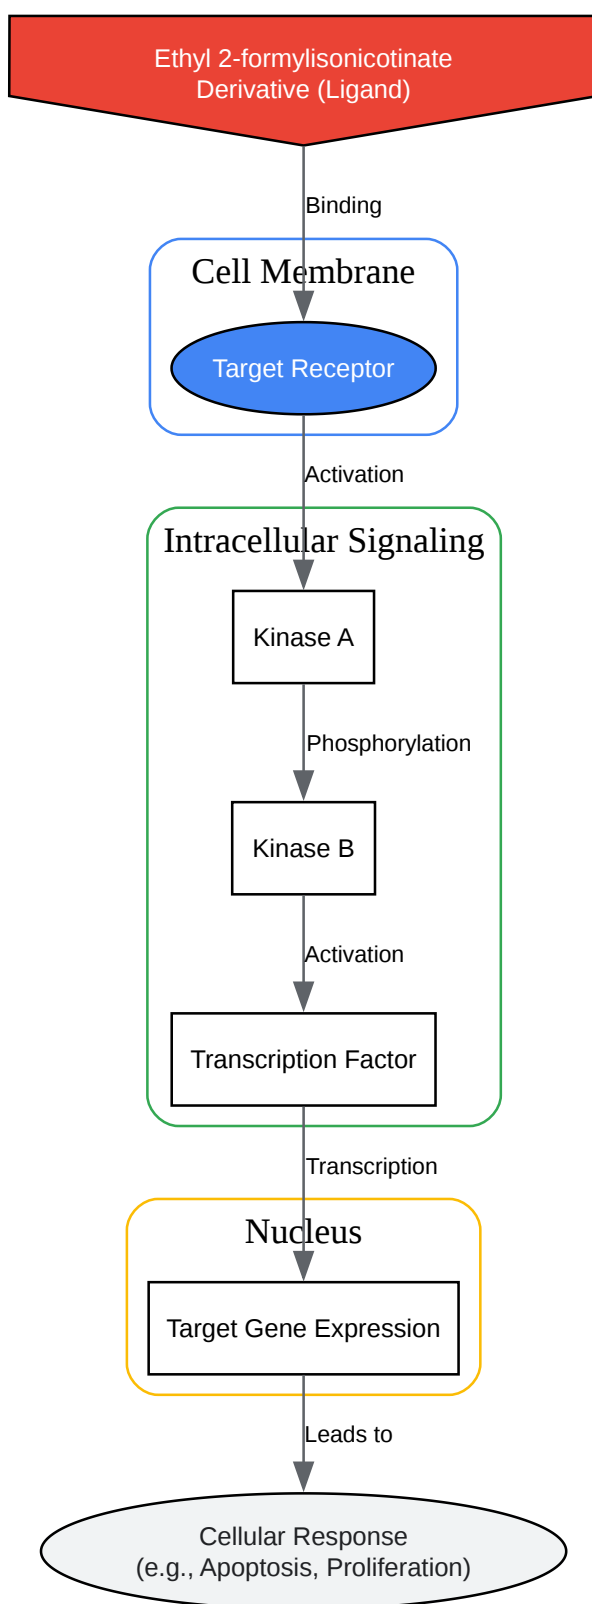 Ethyl 2-formylisonicotinate
Derivative (Ligand)
Binding
Cell Membrane
Target Receptor
Activation
Intracellular Signaling
Kinase A
Phosphorylation
Kinase B
Activation
Transcription Factor
Transcription
Nucleus
Target Gene Expression
Leads to
Cellular Response
(e.g., Apoptosis, Proliferation)